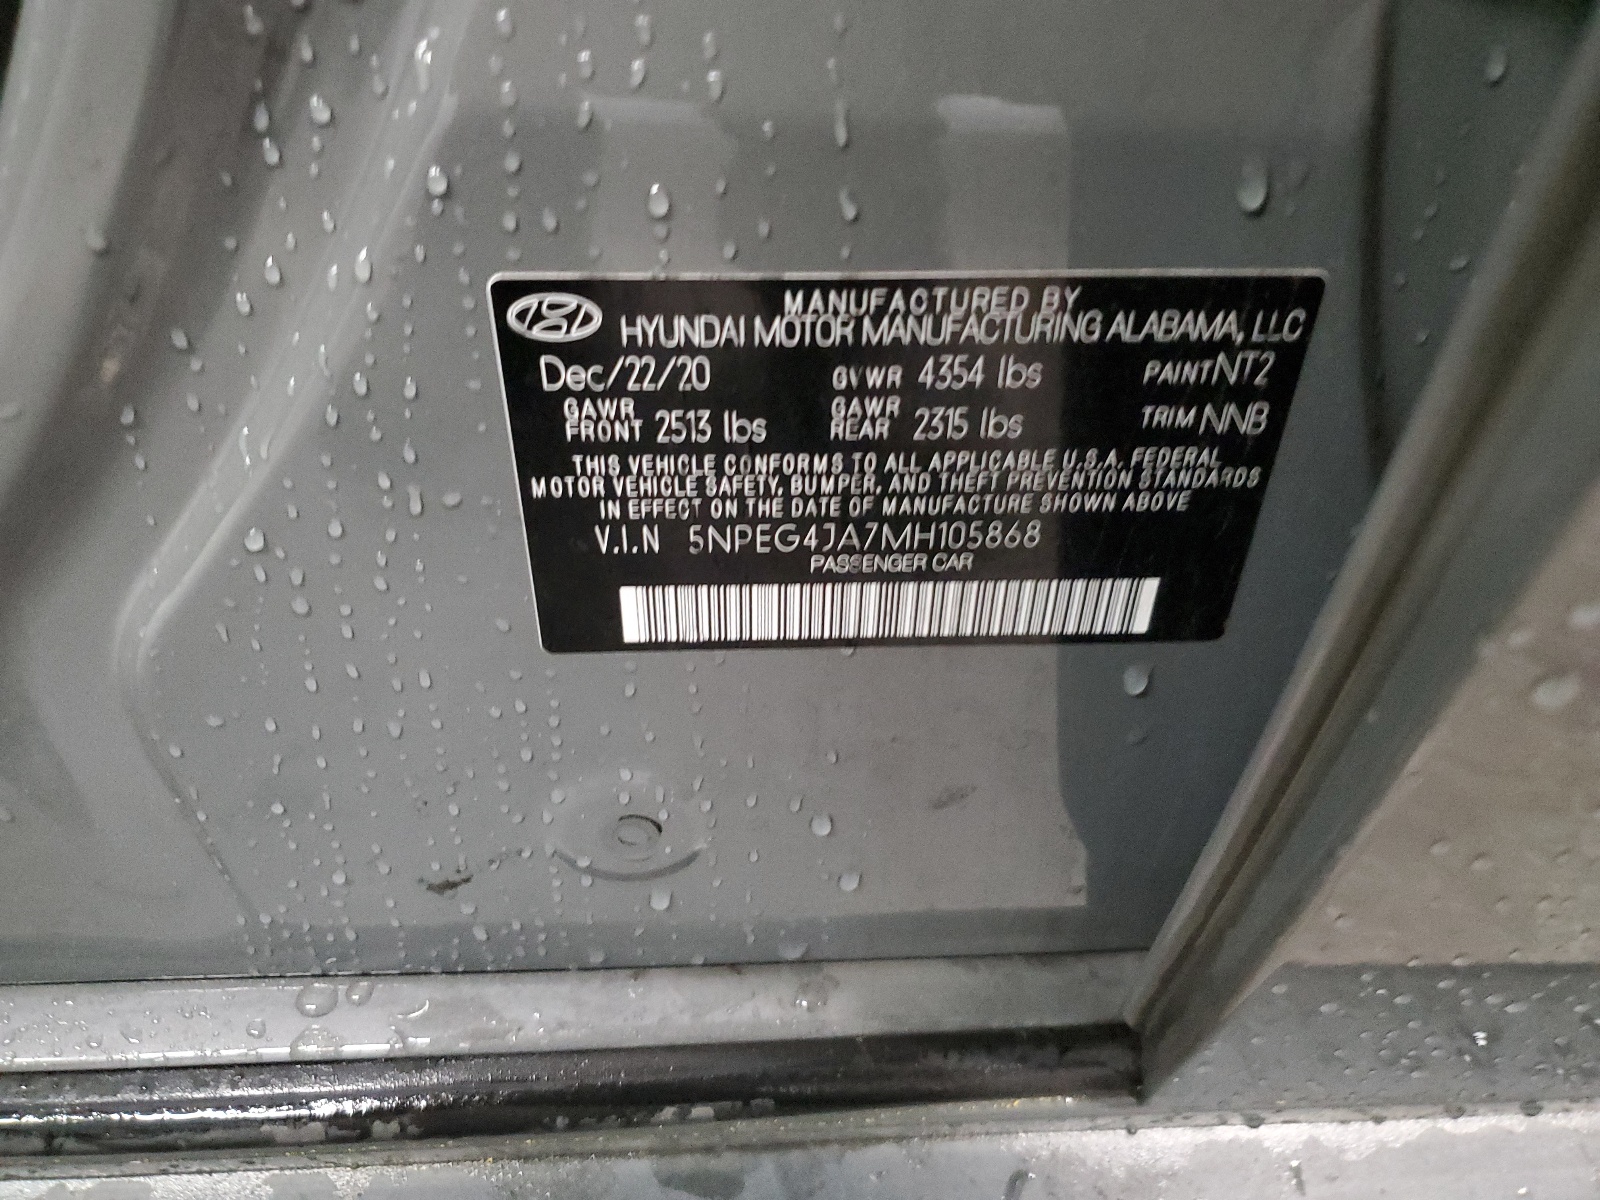 MANUFACTURED BY
HYUNDAI MOTOR MANUFACTURING ALABAMA, LLC
Dec/22/20 GVWR 4354 lbs PAINT NT2
GAWR FRONT 2513 lbs GAWR REAR 2315 lbs TRIM NNB
THIS VEHICLE CONFORMS TO ALL APPLICABLE U.S.A. FEDERAL
MOTOR VEHICLE SAFETY, BUMPER, AND THEFT PREVENTION STANDARDS
IN EFFECT ON THE DATE OF MANUFACTURE SHOWN ABOVE
V.I.N 5NPEG4JA7MH105868
PASSENGER CAR